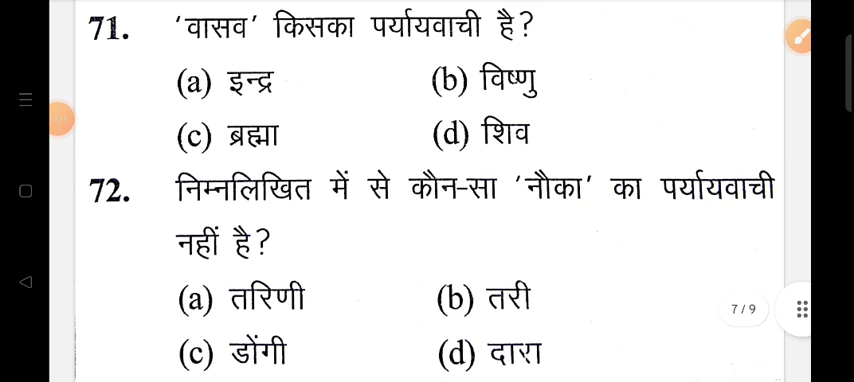 71. 'वासव' किसका पर्यायवाची है?
(a) इन्द्र (b) विष्णु
(c) ब्रह्मा (d) शिव
72. निम्नलिखित में से कौन-सा 'नौका' का पर्यायवाची
नहीं है?
(a) तरिणी (b) तरी
7/9
(c) डोंगी (d) दारा